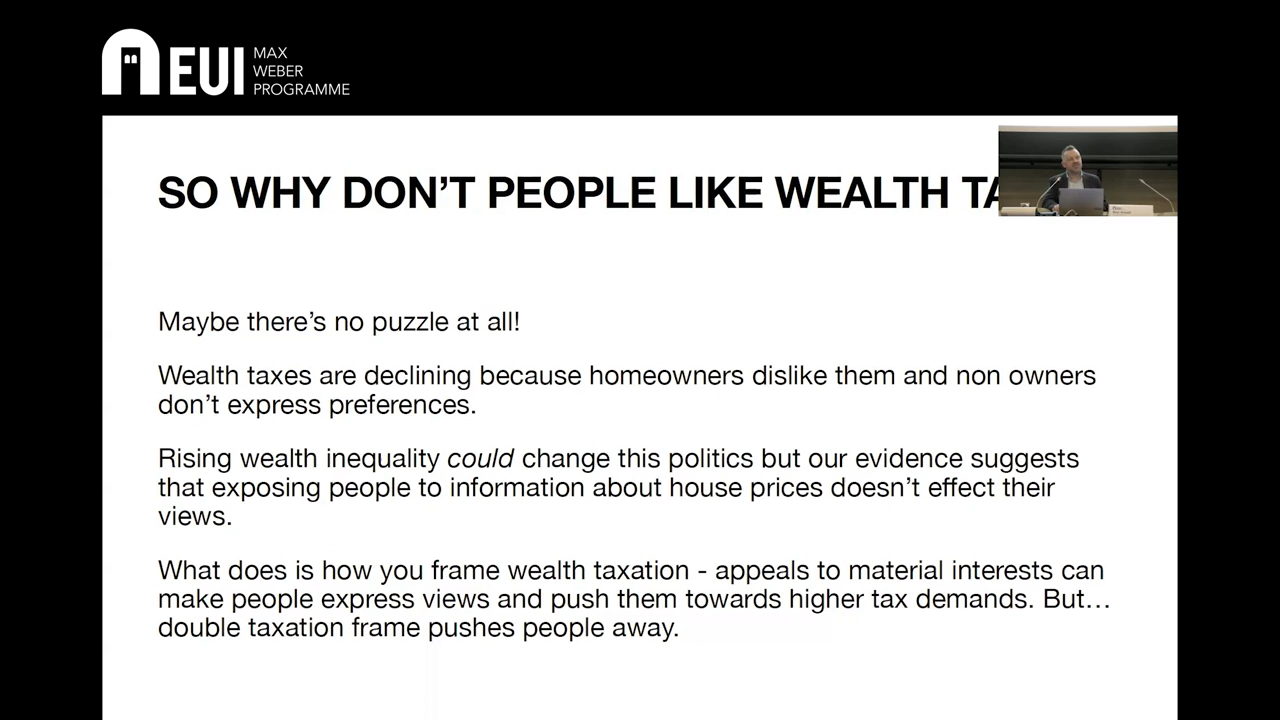 EUI
MAX
WEBER
PROGRAMME
SO WHY DON’T PEOPLE LIKE WEALTH
Maybe there’s no puzzle at all!
Wealth taxes are declining because homeowners dislike them and non owners
don’t express preferences.
Rising wealth inequality could change this politics but our evidence suggests
that exposing people to information about house prices doesn’t effect their
views.
What does is how you frame wealth taxation - appeals to material interests can
make people express views and push them towards higher tax demands. But…
double taxation frame pushes people away.